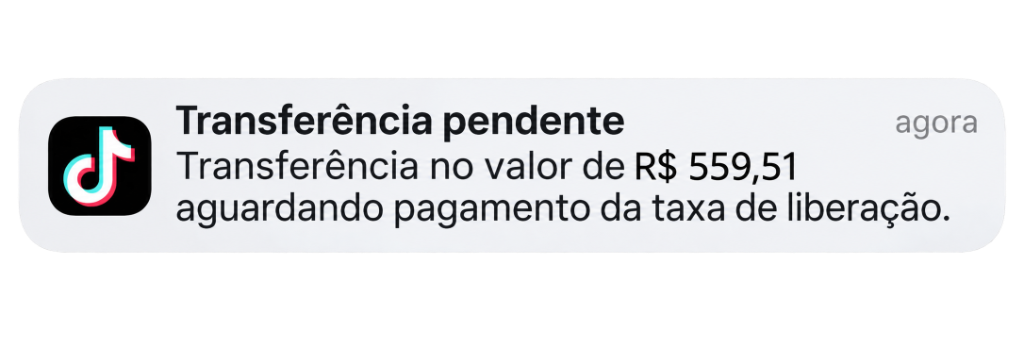 Transferência pendente
agora
Transferência no valor de R$ 559,51
aguardando pagamento da taxa de liberação.